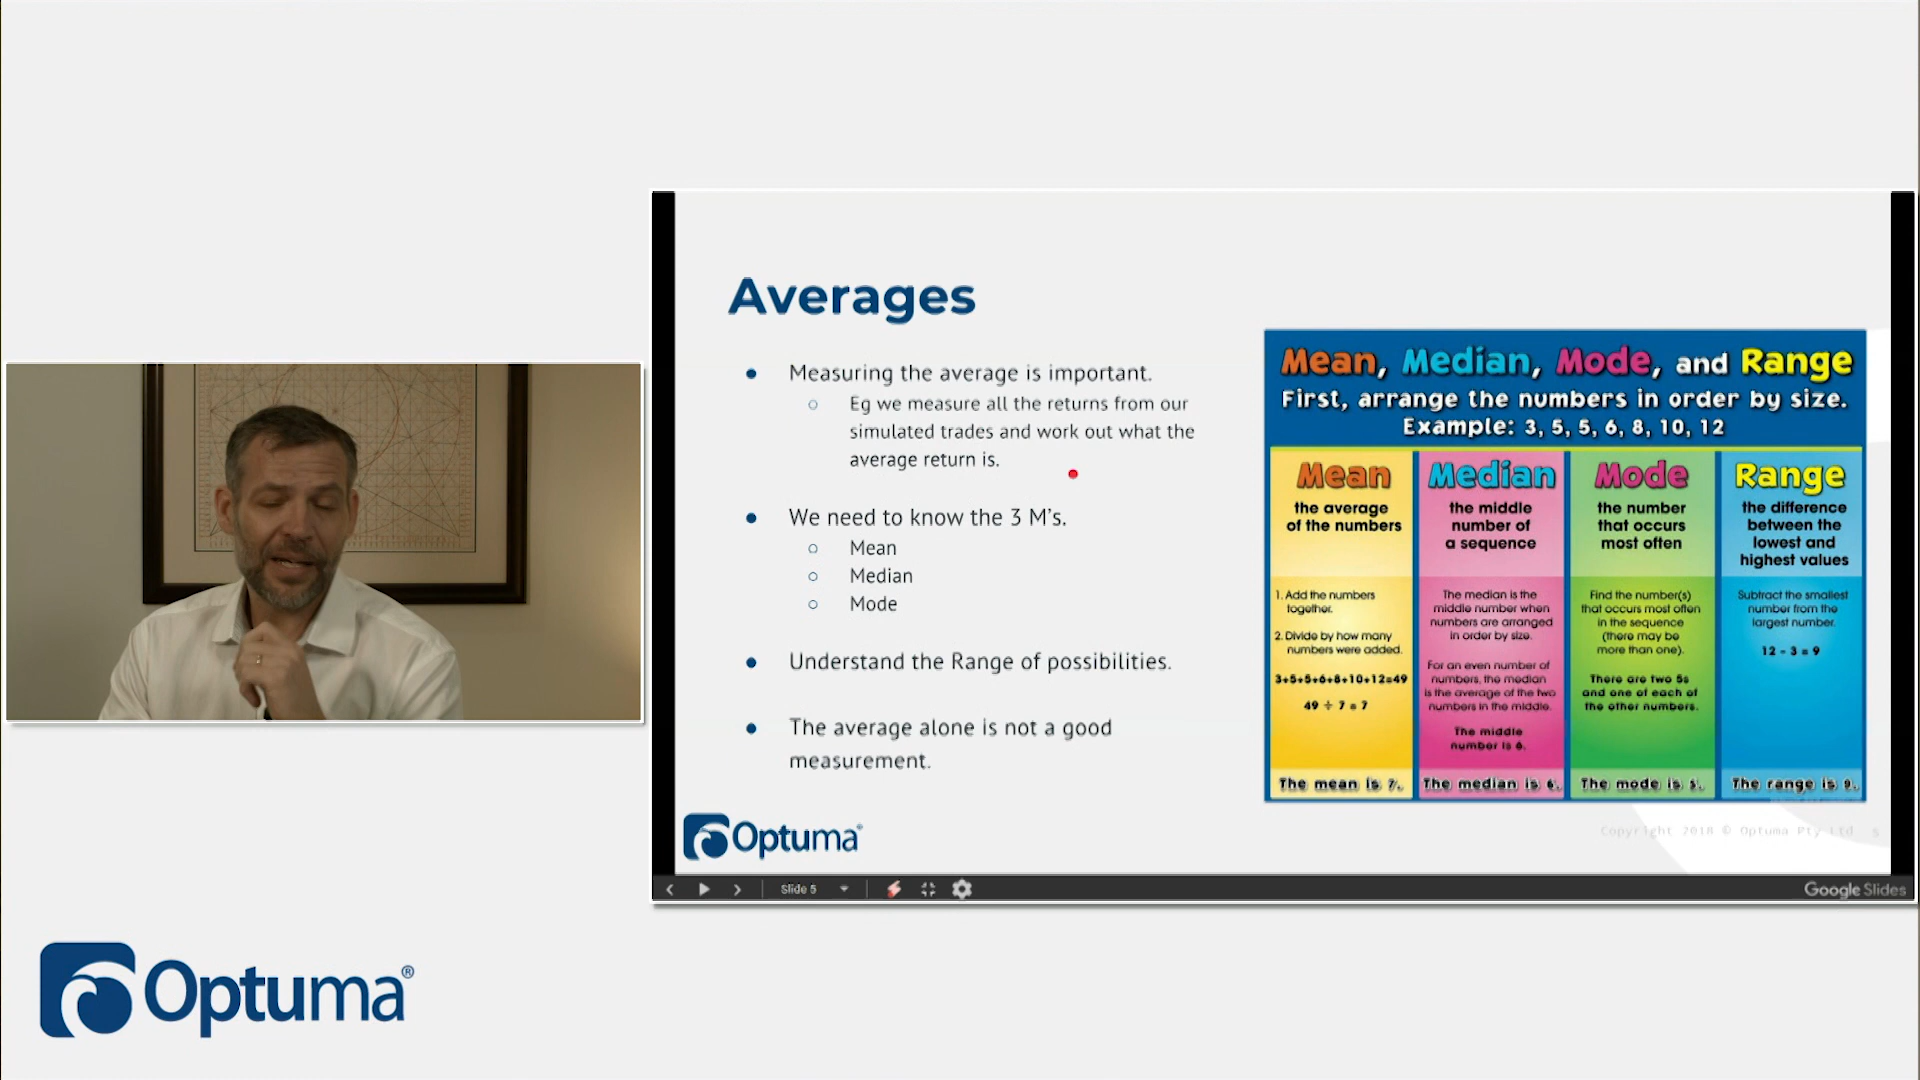 Averages
Measuring the average is important.
Eg we measure all the returns from our
simulated trades and work out what the
average return is.
We need to know the 3 M's.
Mean
Median
Mode
Understand the Range of possibilities.
The average alone is not a good
measurement.
Mean, Median, Mode, and Range
First, arrange the numbers in order by size.
Example: 3, 5, 5, 6, 8, 10, 12
Mean
the average
of the numbers
1. Add the numbers
together.
2. Divide by how many
numbers were added.
3+5+5+6+8+10+12=49
49 ÷ 7 = 7
The mean is 7.
Median
the middle
number of
a sequence
The median is the
middle number when
numbers are arranged
in order by size.
For an even number of
numbers, the median
is the average of the two
numbers in the middle.
The middle
number is 6.
The median is 6.
Mode
the number
that occurs
most often
Find the number(s)
that occurs most often
in the sequence
(there may be
more than one).
There are two 5s
and one of each of
the other numbers.
The mode is 5.
Range
the difference
between the
lowest and
highest values
Subtract the smallest
number from the
largest number.
12 - 3 = 9
The range is 9.
Optuma®
Copyright 2018 © Optuma Pty Ltd 5
Slide 5
Google Slides
Optuma®